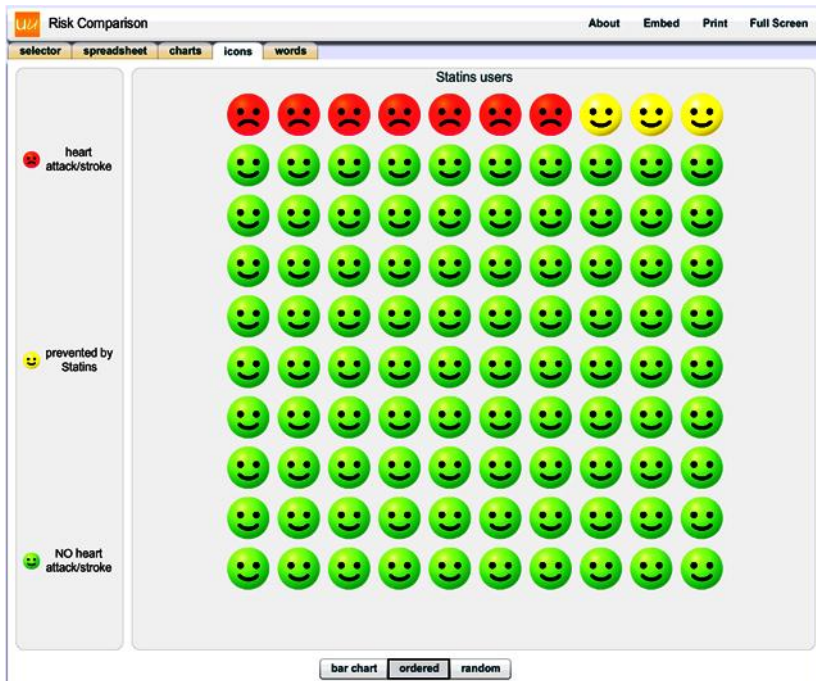 uu Risk Comparison About Embed Print Full Screen
selector spreadsheet charts icons words
Statins users
heart
attack/stroke
prevented by
Statins
NO heart
attack/stroke
bar chart ordered random